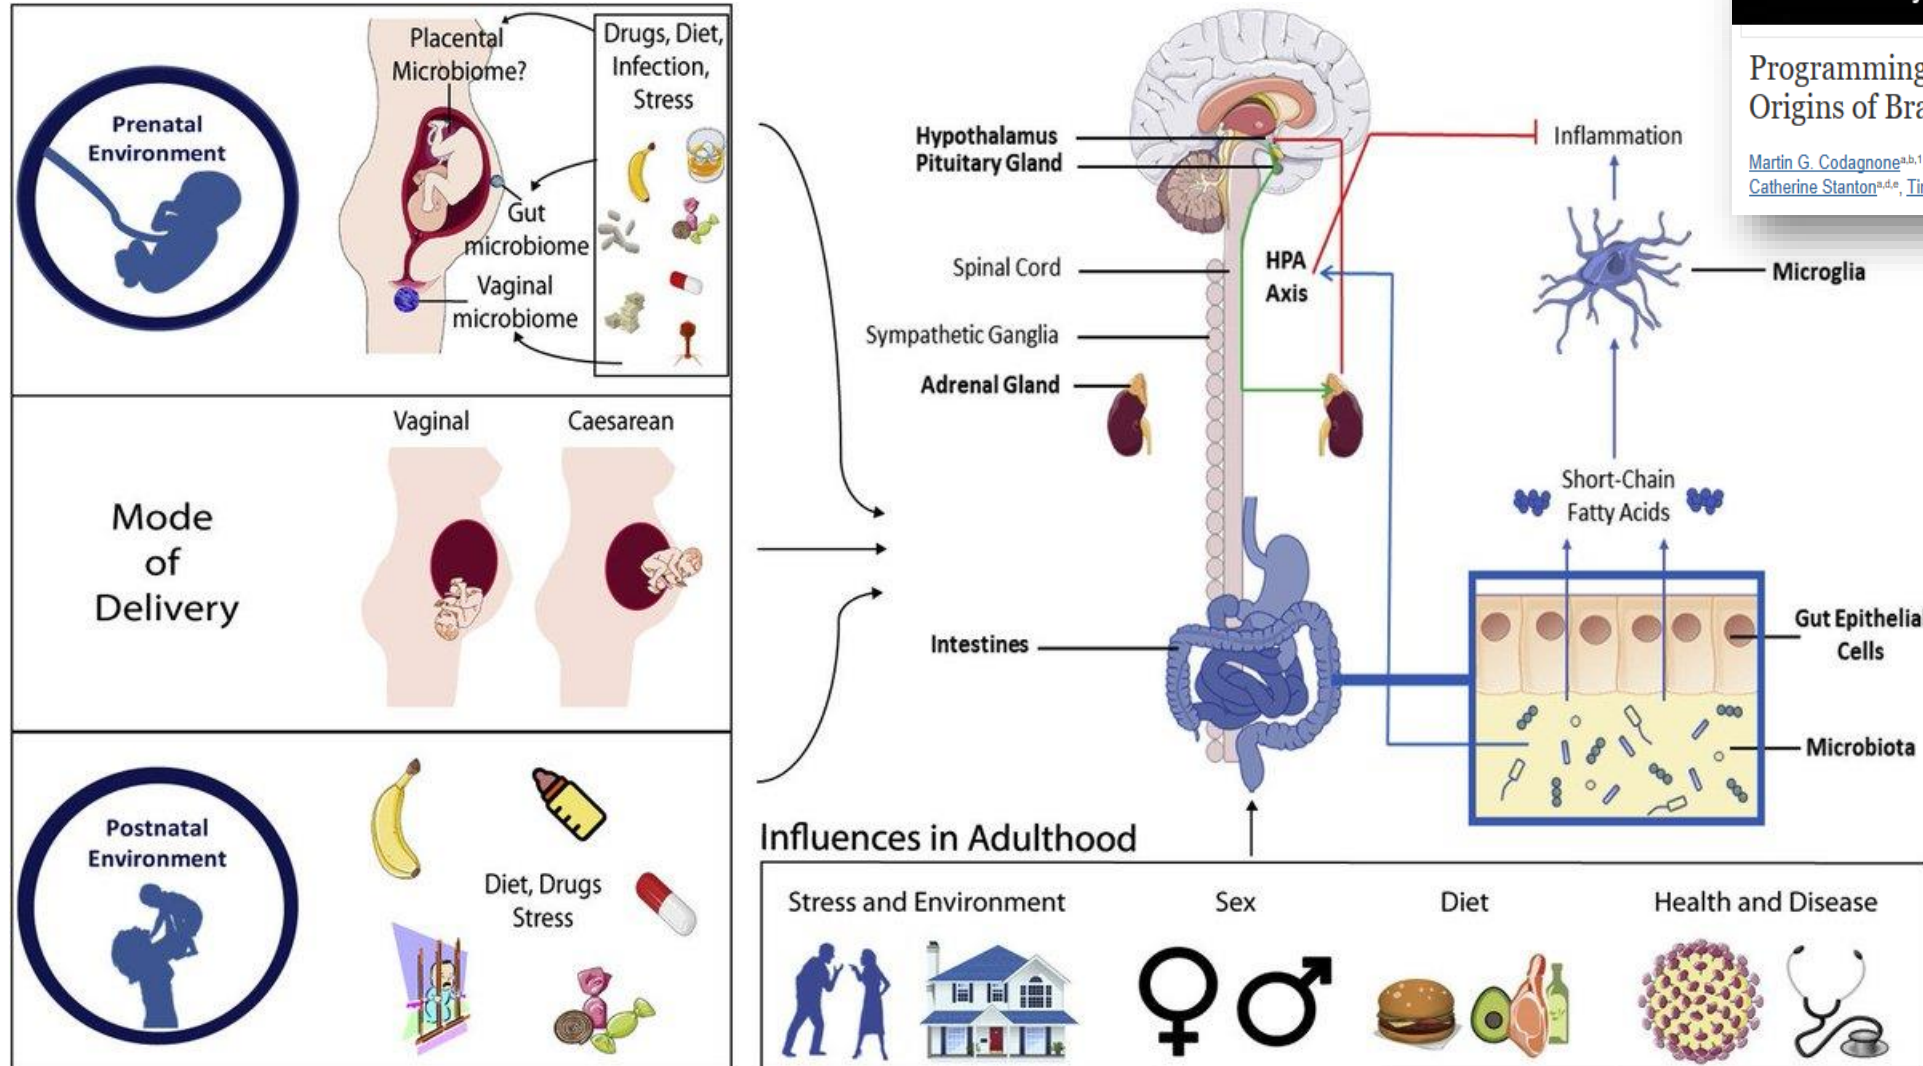 Prenatal
Environment
Placental
Microbiome?
Drugs, Diet,
Infection,
Stress
Gut
microbiome
Vaginal
microbiome
Mode
of
Delivery
Vaginal
Caesarean
Postnatal
Environment
Diet, Drugs
Stress
Hypothalamus
Pituitary Gland
Spinal Cord
Sympathetic Ganglia
Adrenal Gland
HPA
Axis
Intestines
Inflammation
Microglia
Short-Chain
Fatty Acids
Gut Epithelial
Cells
Microbiota
Programming
Origins of
Martin G. Codagnone a,b,1
Catherine Stanton a,d,e,
Influences in Adulthood
Stress and Environment
Sex
Diet
Health and Disease